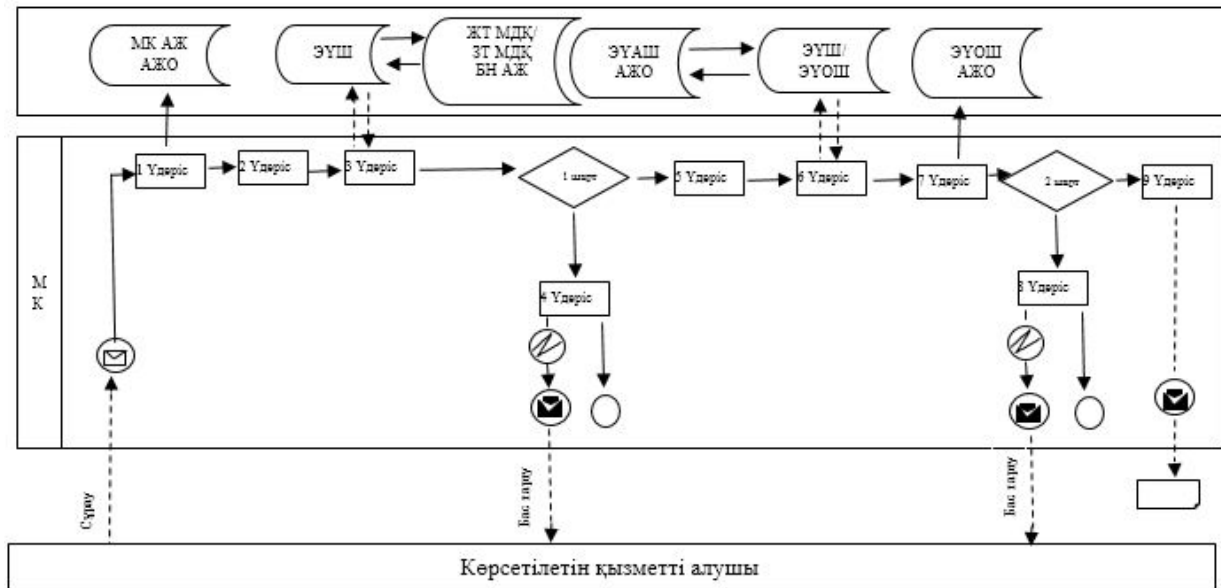 МК АЖ
АЖО
ЭҮШ
ЖТ МДҚ/
ЗТ МДҚ
БН АЖ
ЭҮАШ
АЖО
ЭҮШ/
ЭҮОШ
ЭҮОШ
АЖО
М
К
1 Үдеріс
2 Үдеріс
3 Үдеріс
1 шарт
5 Үдеріс
6 Үдеріс
7 Үдеріс
2 шарт
9 Үдеріс
4 Үдеріс
8 Үдеріс
Сұрау
Бас тарту
Бас тарту
Көрсетілетін қызметті алушы